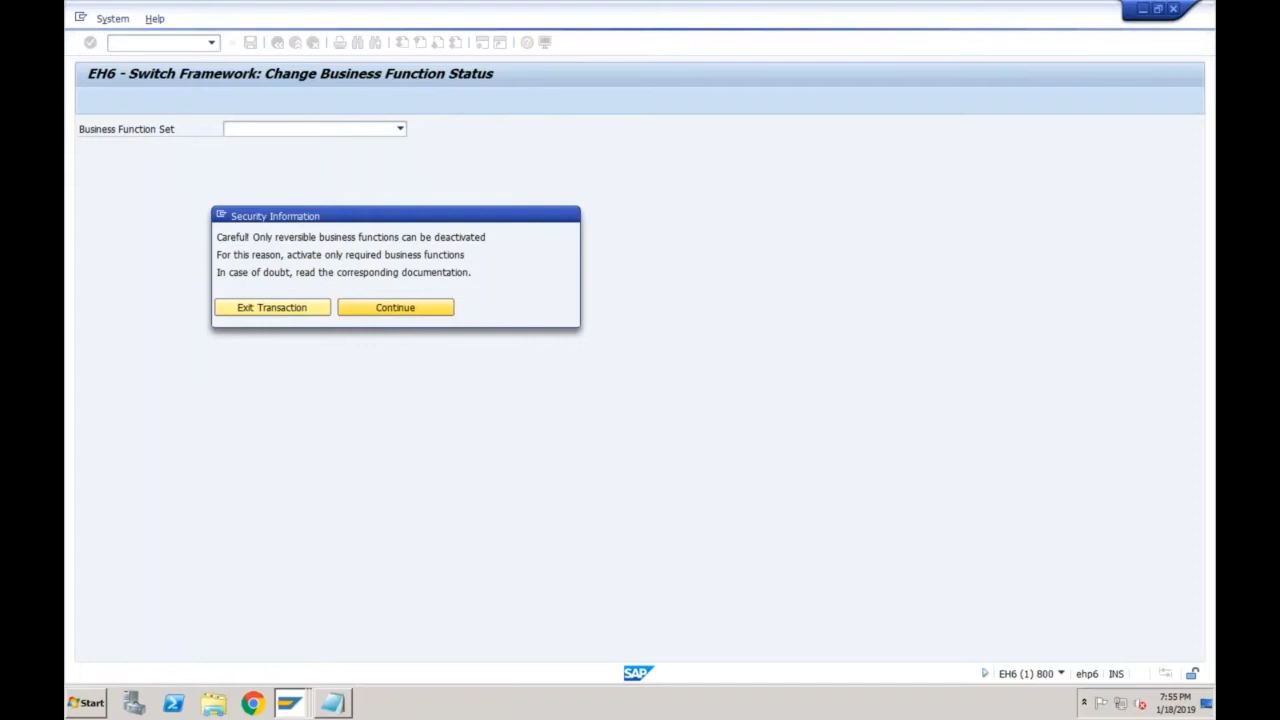 System Help
EH6 - Switch Framework: Change Business Function Status
Business Function Set
Security Information
Careful! Only reversible business functions can be deactivated
For this reason, activate only required business functions
In case of doubt, read the corresponding documentation.
Exit Transaction Continue
SAP
EH6 (1) 800 ehp6 INS
Start
7:55 PM
1/18/2019